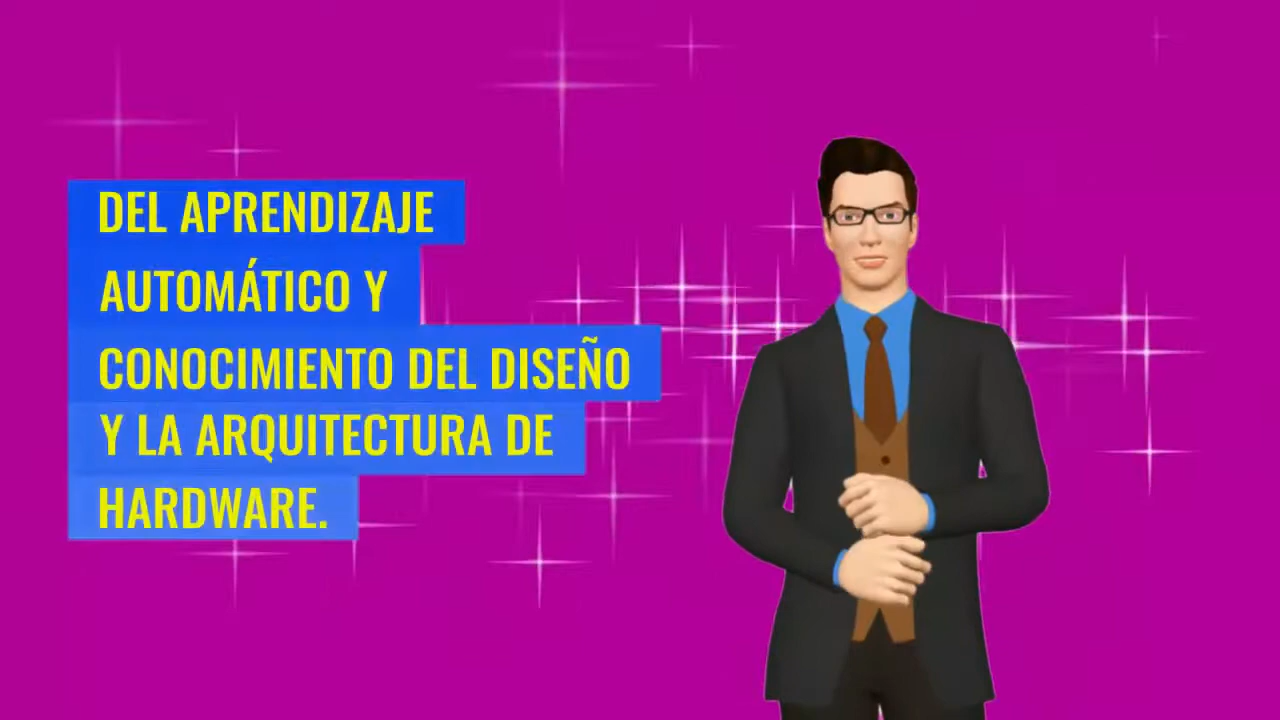 DEL APRENDIZAJE
AUTOMÁTICO Y
CONOCIMIENTO DEL DISEÑO
Y LA ARQUITECTURA DE
HARDWARE.